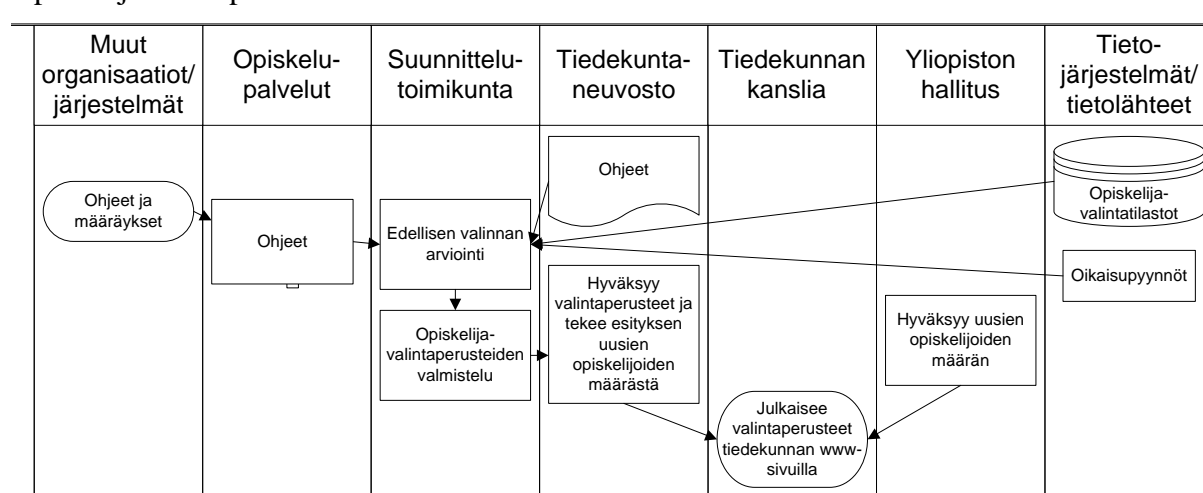 Muut
organisaatiot/
järjestelmät
Opiskelu-
palvelut
Suunnittelu-
toimikunta
Tiedekunta-
neuvosto
Tiedekunnan
kanslia
Yliopiston
hallitus
Tieto-
järjestelmät/
tietolähteet
Ohjeet ja
määräykset
Ohjeet
Edellisen valinnan
arviointi
Opiskelija-
valintaperusteiden
valmistelu
Ohjeet
Hyväksyy
valintaperusteet ja
tekee esityksen
uusien
opiskelijoiden
määrästä
Julkaisee
valintaperusteet
tiedekunnan www-
sivuilla
Hyväksyy uusien
opiskelijoiden
määrän
Opiskelija-
valintatilastot
Oikaisupyynnöt